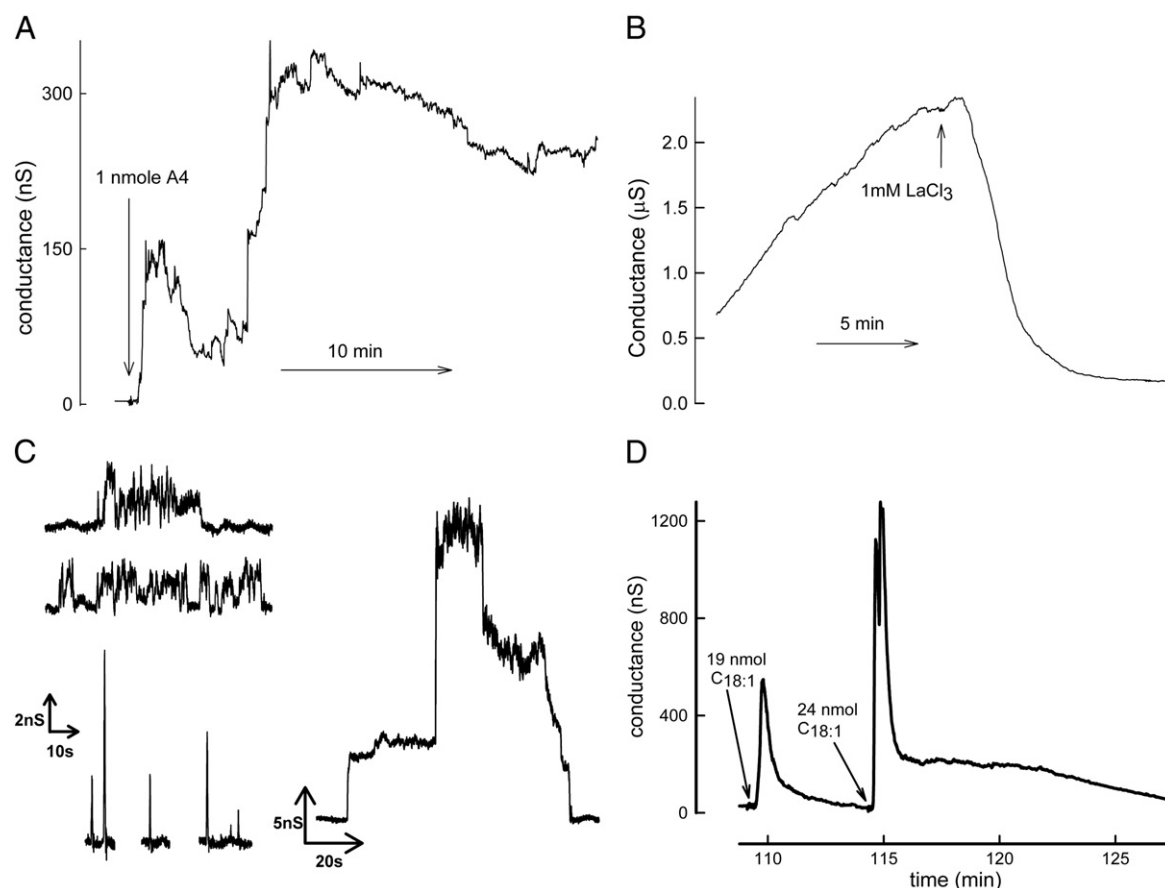 A
conductance (nS)
300
150
0
1 nmole A4
10 min
B
Conductance (μS)
2.0
1.5
1.0
0.5
0.0
1mM LaCl₃
5 min
C
2nS
10s
5nS
20s
D
conductance (nS)
1200
800
400
0
19 nmol
C₁₈:₁
24 nmol
C₁₈:₁
110 115 120 125
time (min)